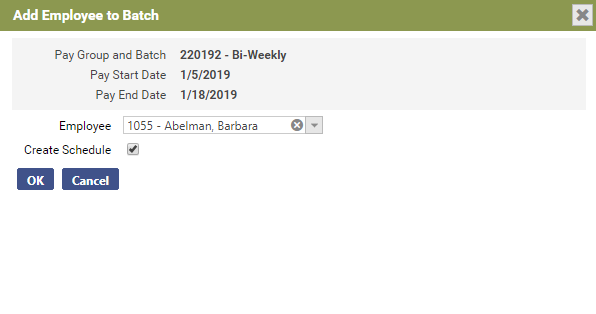 Add Employee to Batch
Pay Group and Batch 220192 - Bi-Weekly
Pay Start Date 1/5/2019
Pay End Date 1/18/2019
Employee 1055 - Abelman, Barbara
Create Schedule
OK Cancel